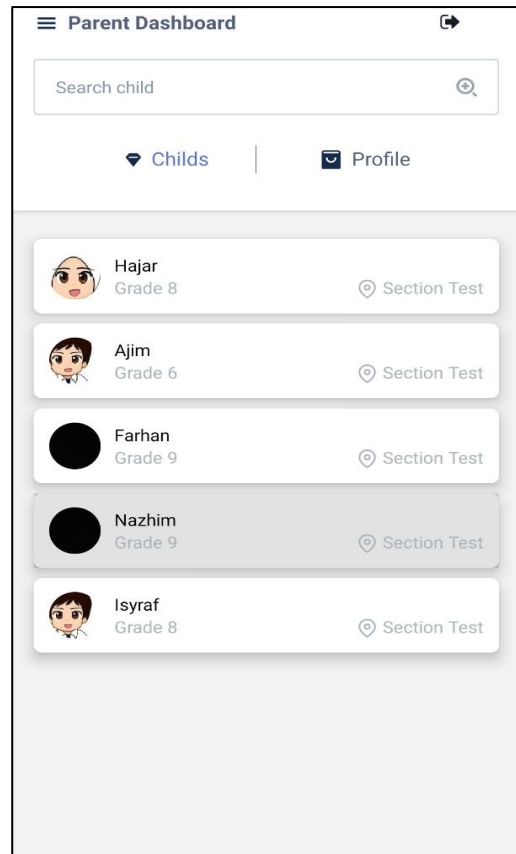 Parent Dashboard
Search child
Childs
Profile
Hajar
Grade 8
Section Test
Ajim
Grade 6
Section Test
Farhan
Grade 9
Section Test
Nazhim
Grade 9
Section Test
Isyraf
Grade 8
Section Test